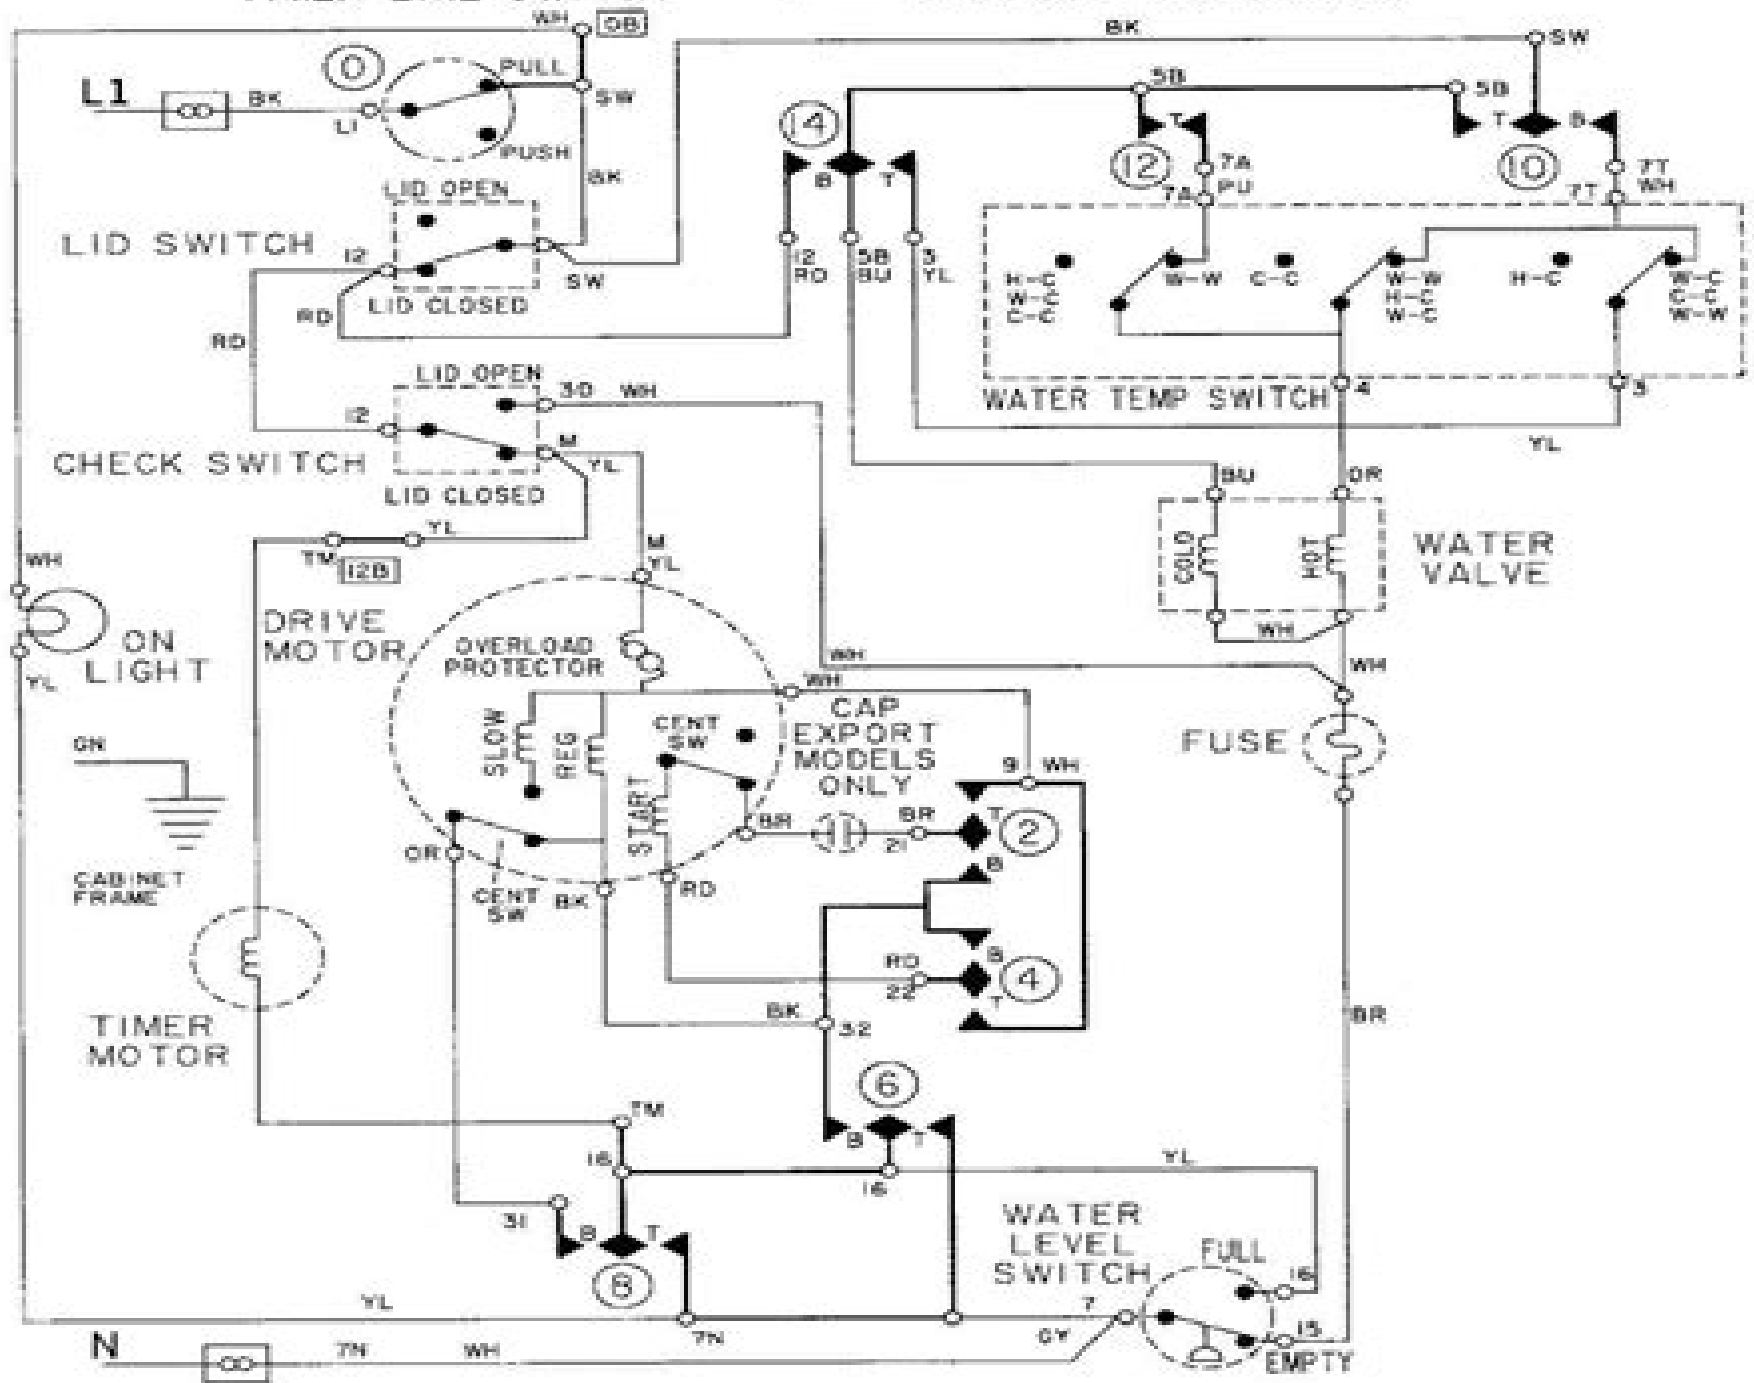 WH 0B
BK
SW
0
PULL
L1
BK
L1
SW
PUSH
5B
5B
14
T
T
B
12
10
BK
B
T
7A
PU
7A
7T
WH
7T
LID OPEN
LID SWITCH
12
SW
LID CLOSED
RD
RD
12
RD
5B
BU
3
YL
H-C
W-C
C-C
W-W
C-C
W-W
H-C
W-C
H-C
W-C
C-C
W-W
WATER TEMP SWITCH
4
3
YL
LID OPEN
30 WH
12
M
YL
CHECK SWITCH
LID CLOSED
BU
OR
YL
TM
12B
M
YL
COLD
HOT
WATER
VALVE
WH
WH
ON
LIGHT
YL
DRIVE
MOTOR
OVERLOAD
PROTECTOR
WH
WH
WH
SLOW
REG
START
CENT
SW
CAP
EXPORT
MODELS
ONLY
FUSE
GN
9 WH
T
2
BR
BR
21
B
OR
CENT
SW
BK
RD
CABINET
FRAME
RD
22
B
4
T
BK
32
BR
TIMER
MOTOR
6
TM
B
T
16
16
YL
31
B
T
8
WATER
LEVEL
SWITCH
FULL
16
YL
7N
7
GY
15
EMPTY
N
7N
WH